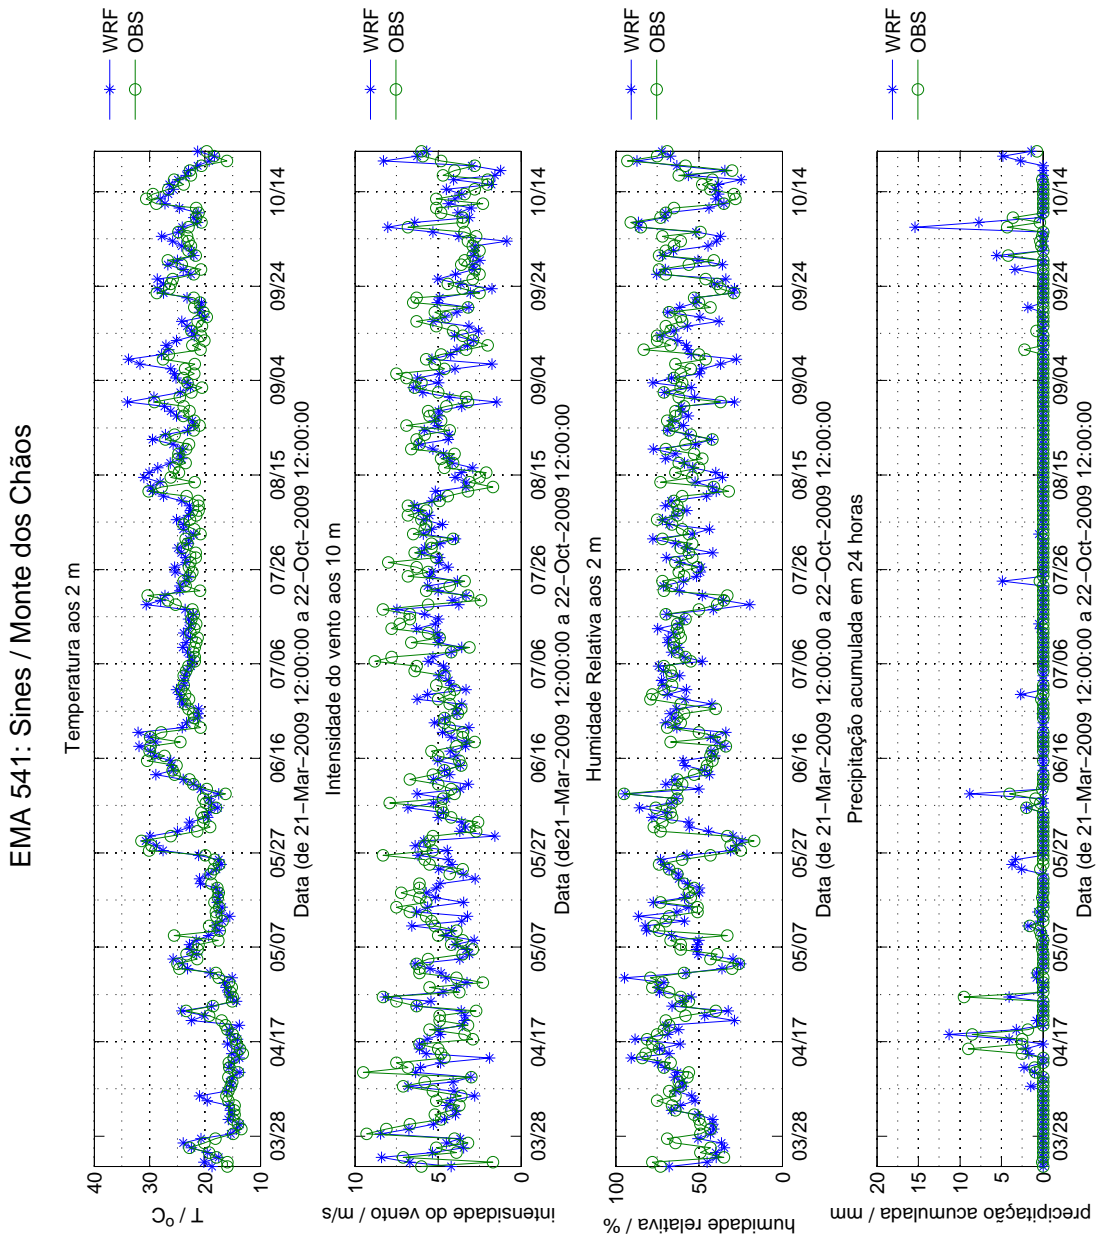 EMA 541: Sines / Monte dos Chãos
Temperatura aos 2 m
WRF
OBS
T / ºC
40
30
20
10
03/28 04/17 05/07 05/27 06/16 07/06 07/26 08/15 09/04 09/24 10/14
Data (de 21−Mar−2009 12:00:00 a 22−Oct−2009 12:00:00
Intensidade do vento aos 10 m
WRF
OBS
intensidade do vento / m/s
10
5
0
03/28 04/17 05/07 05/27 06/16 07/06 07/26 08/15 09/04 09/24 10/14
Data (de21−Mar−2009 12:00:00 a 22−Oct−2009 12:00:00
Humidade Relativa aos 2 m
WRF
OBS
humidade relativa / %
100
50
0
03/28 04/17 05/07 05/27 06/16 07/06 07/26 08/15 09/04 09/24 10/14
Data (de 21−Mar−2009 12:00:00 a 22−Oct−2009 12:00:00
Precipitação acumulada em 24 horas
WRF
OBS
precipitação acumulada / mm
20
15
10
5
0
03/28 04/17 05/07 05/27 06/16 07/06 07/26 08/15 09/04 09/24 10/14
Data (de 21−Mar−2009 12:00:00 a 22−Oct−2009 12:00:00